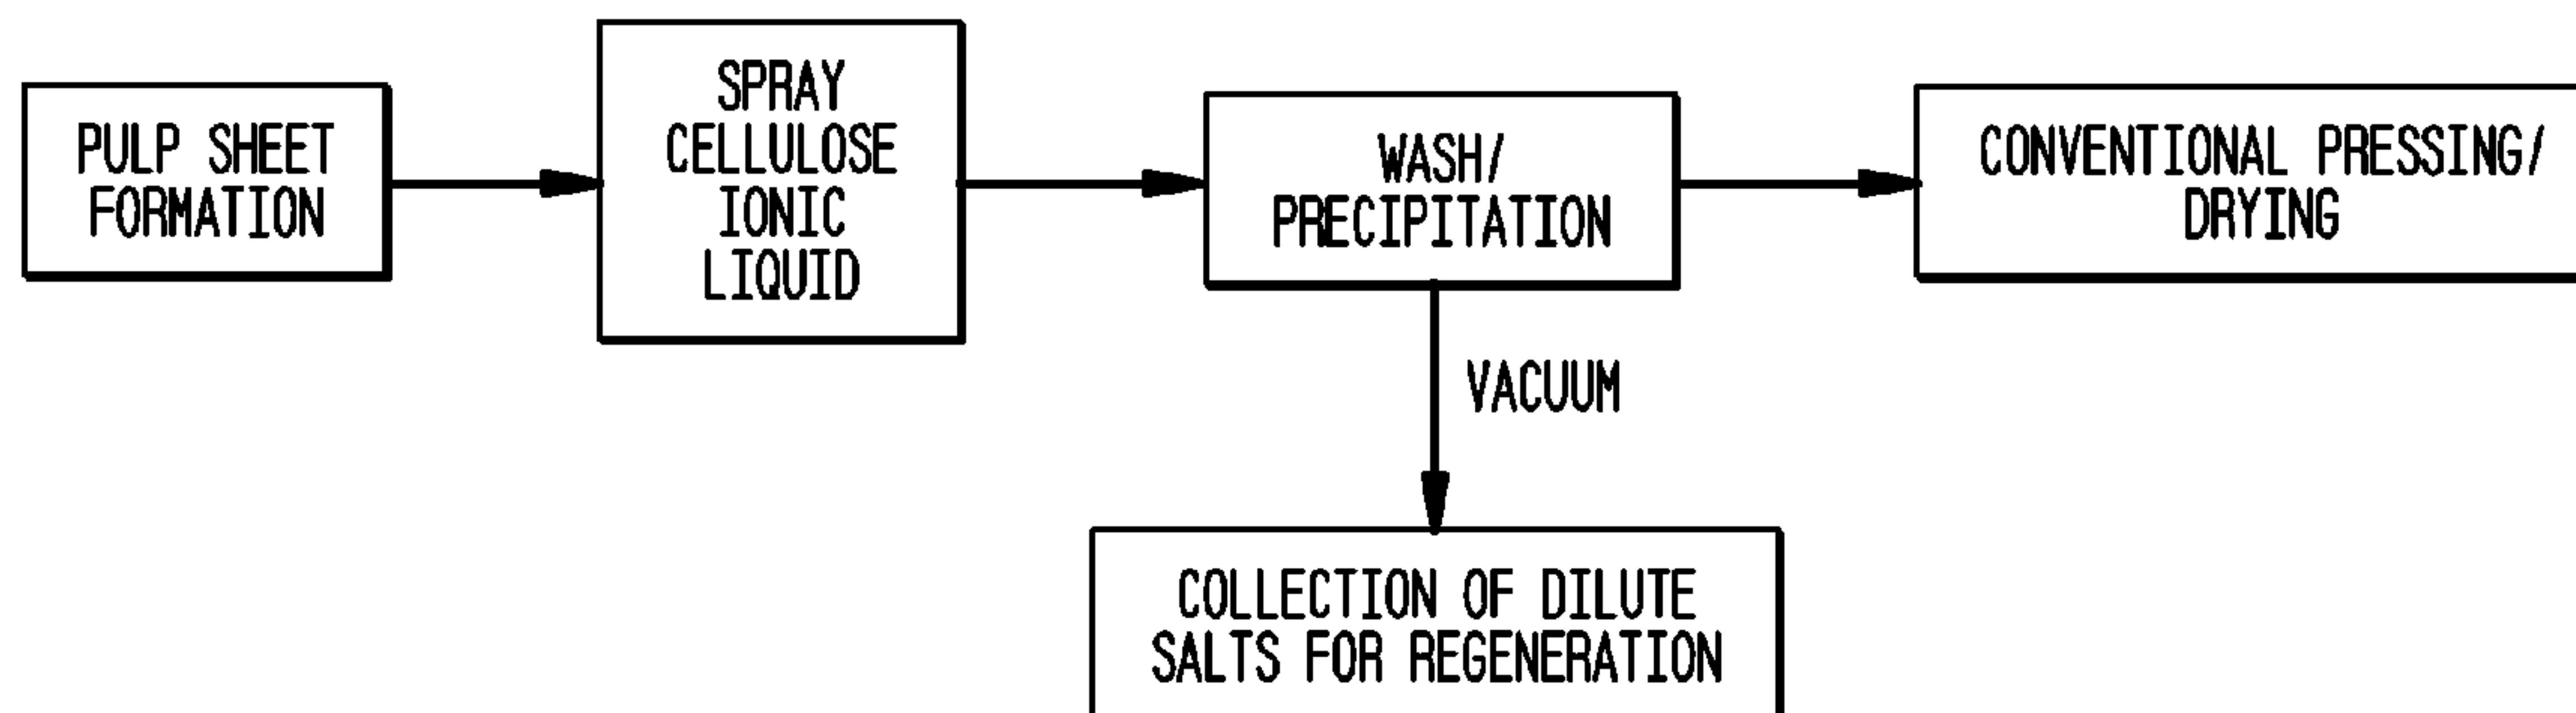 PULP SHEET
FORMATION
SPRAY
CELLULOSE
IONIC
LIQUID
WASH/
PRECIPITATION
CONVENTIONAL PRESSING/
DRYING
VACUUM
COLLECTION OF DILUTE
SALTS FOR REGENERATION